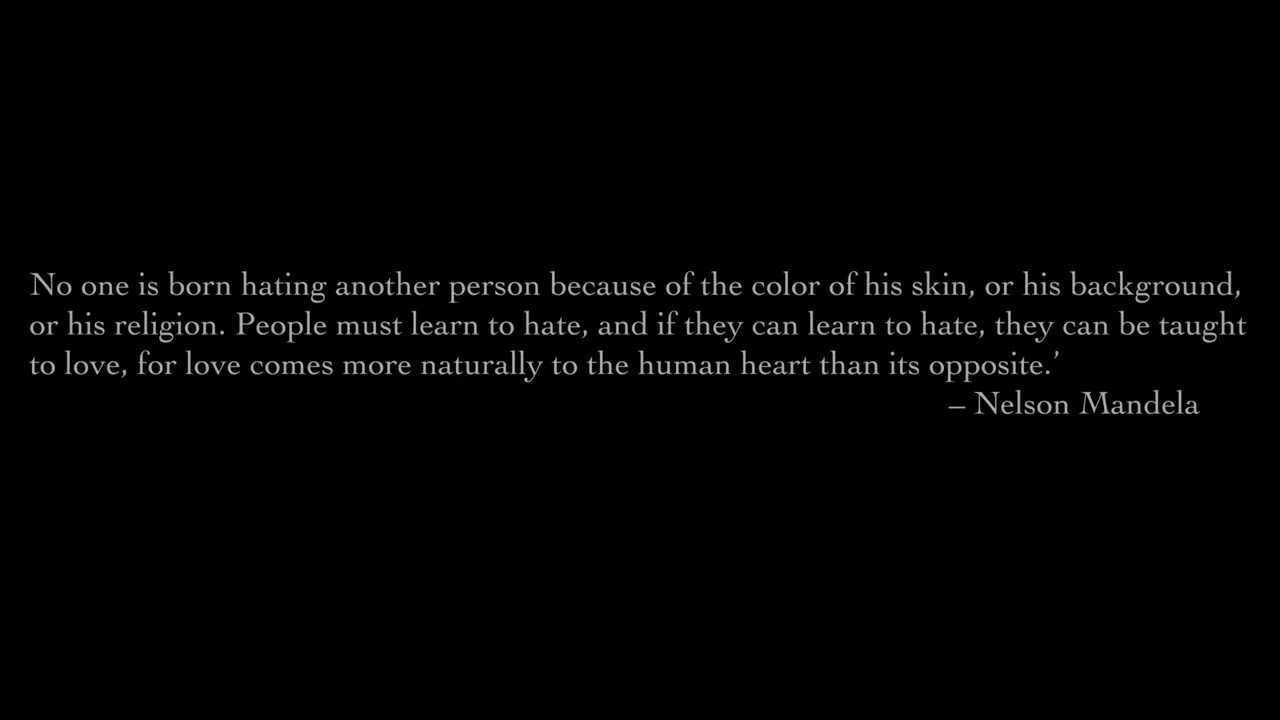 No one is born hating another person because of the color of his skin, or his background,
or his religion. People must learn to hate, and if they can learn to hate, they can be taught
to love, for love comes more naturally to the human heart than its opposite.’
– Nelson Mandela